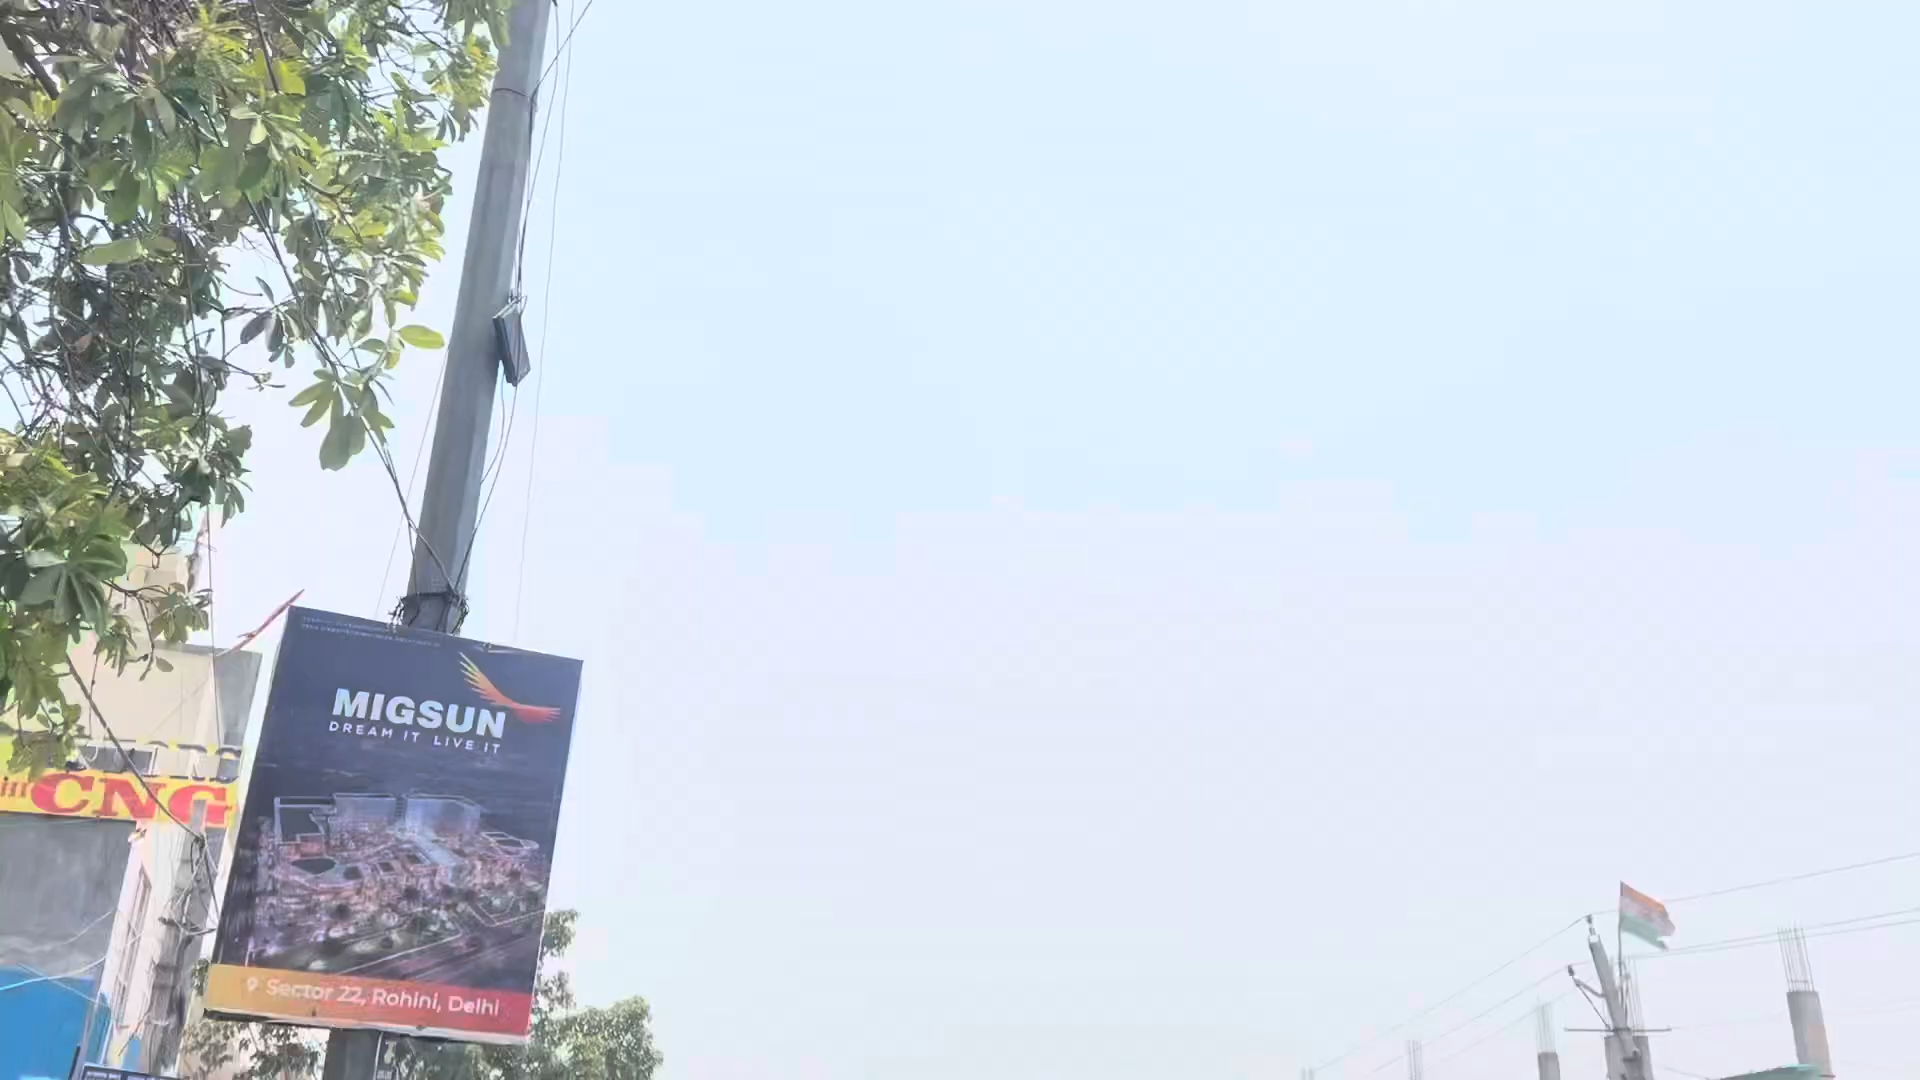 MIGSUN
DREAM IT LIVE IT
CNG
Sector 22, Rohini, Delhi